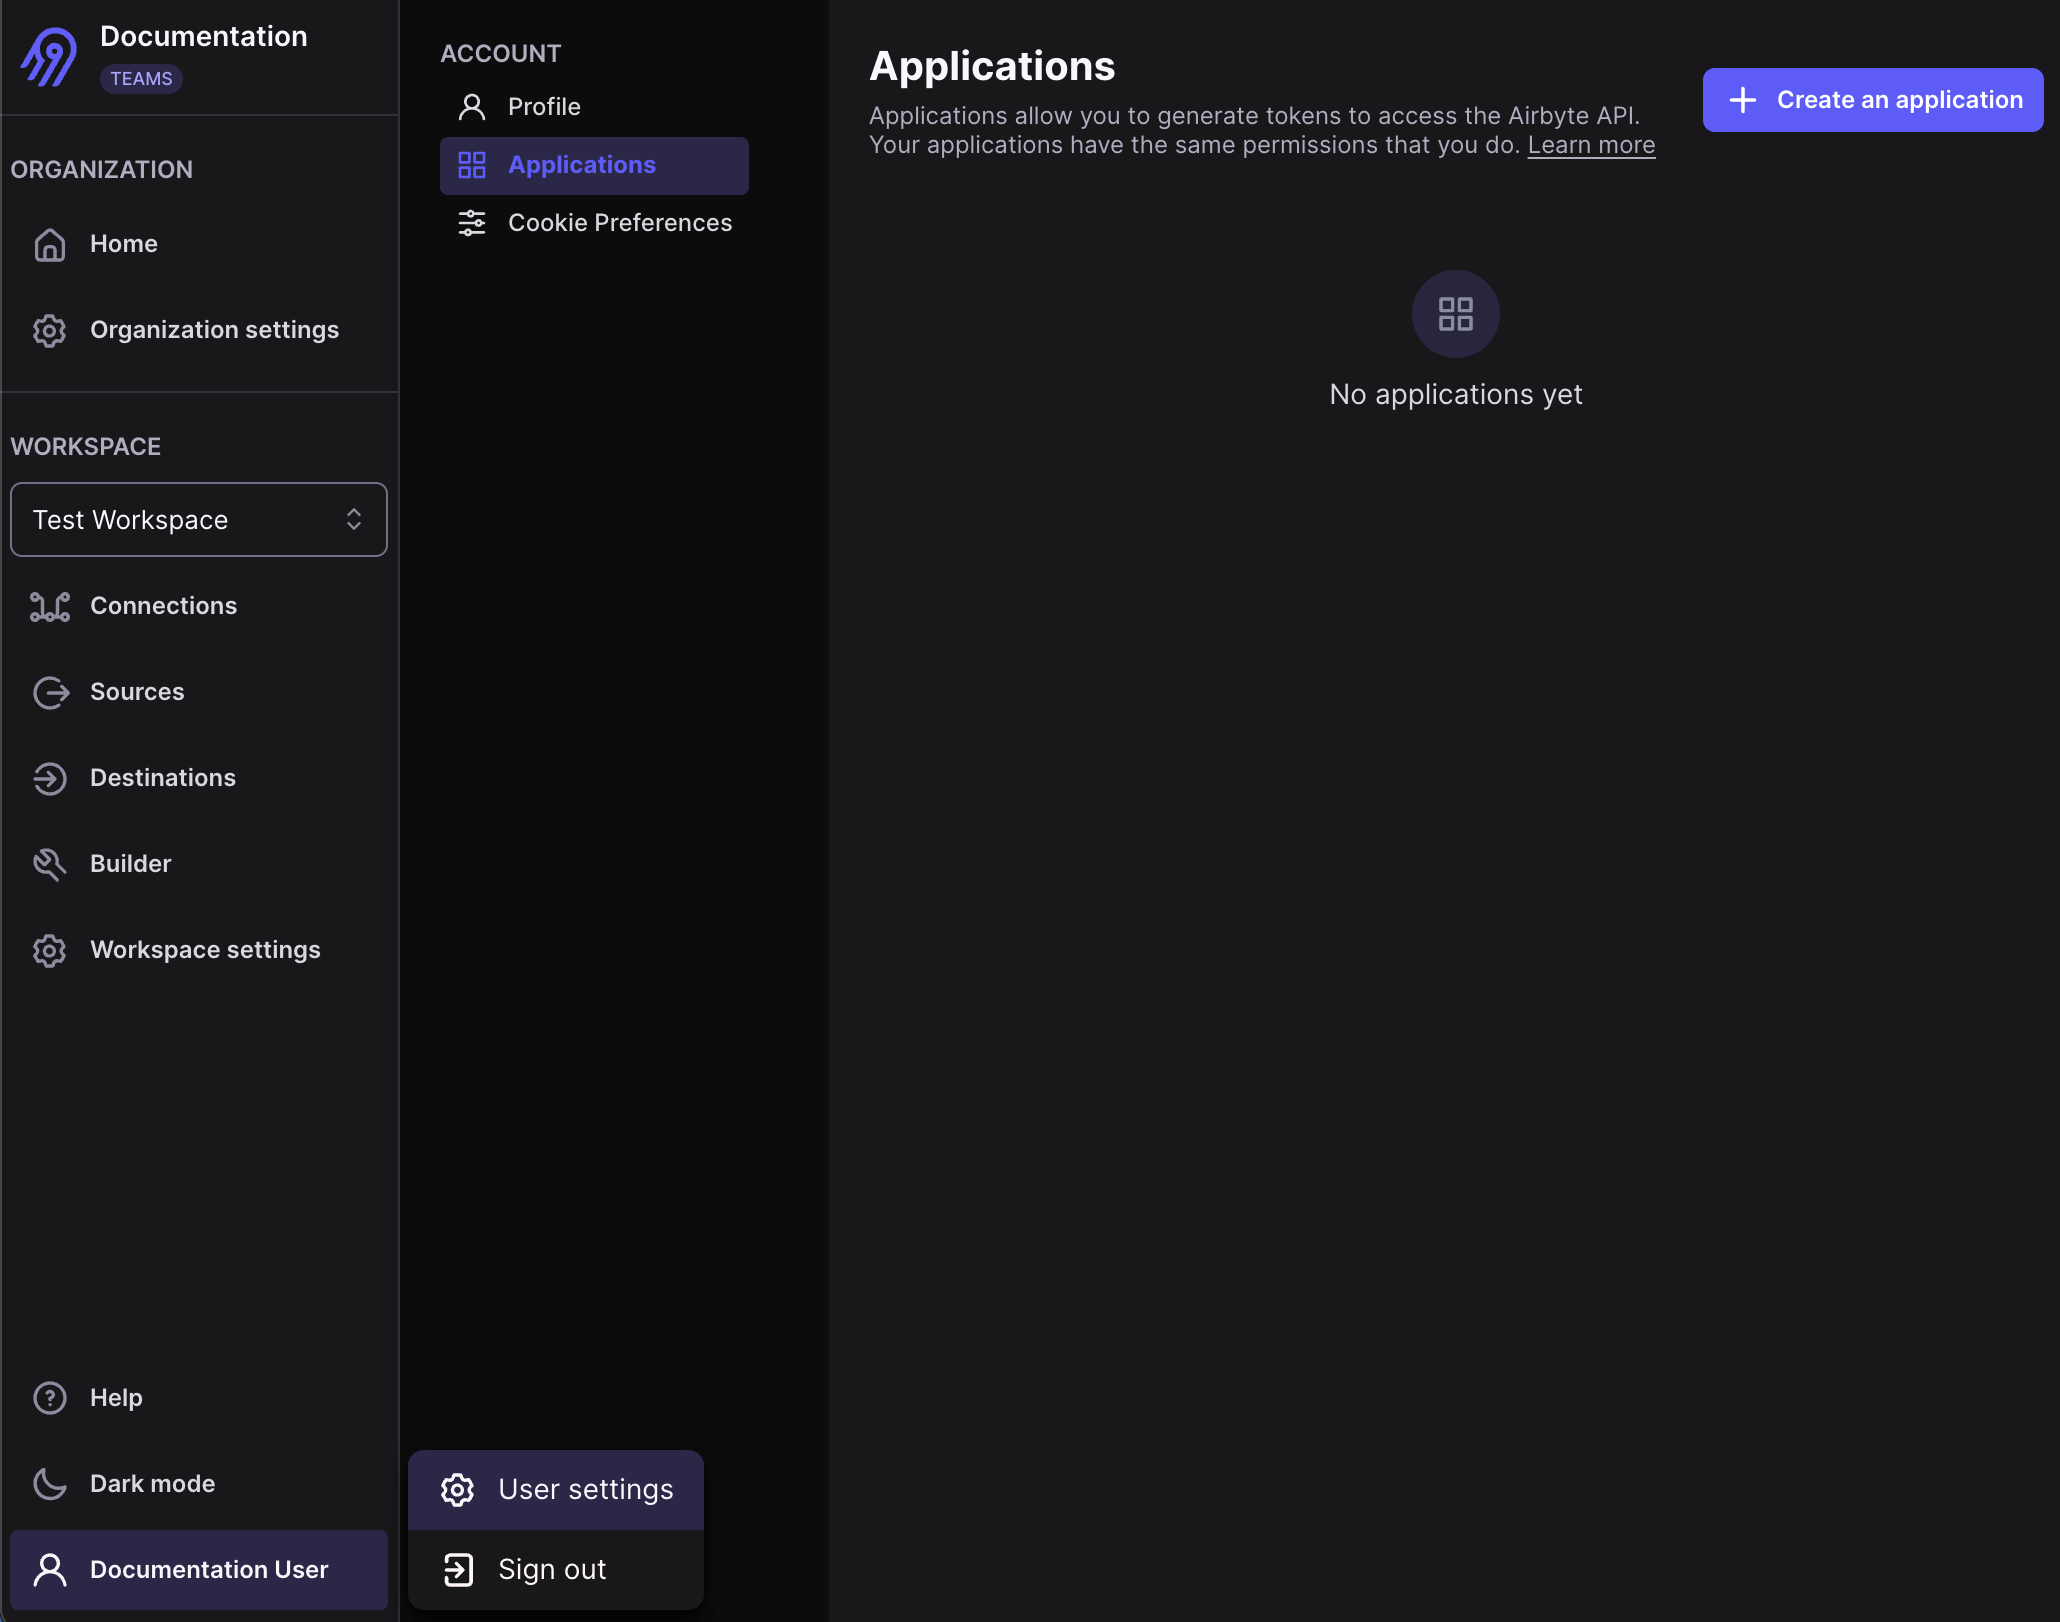 Documentation
TEAMS
ORGANIZATION
Home
Organization settings
WORKSPACE
Test Workspace
Connections
Sources
Destinations
Builder
Workspace settings
Help
Dark mode
Documentation User
ACCOUNT
Profile
Applications
Cookie Preferences
User settings
Sign out
Applications
Applications allow you to generate tokens to access the Airbyte API.
Your applications have the same permissions that you do. Learn more
Create an application
No applications yet